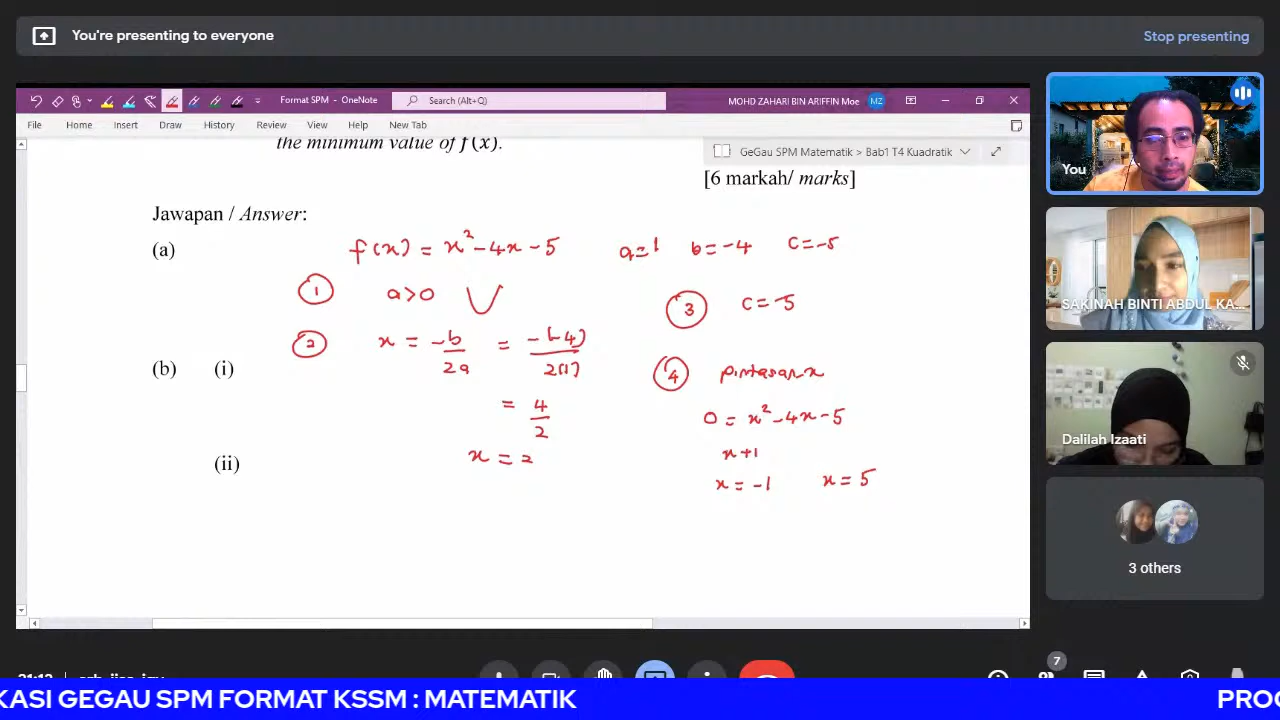 You're presenting to everyone
Stop presenting
Format SPM - OneNote
Search (Alt+Q)
MOHD ZAHARI BIN ARIFFIN Moe
MZ
File Home Insert Draw History Review View Help New Tab
the minimum value of f(x).
GeGau SPM Matematik > Bab1 T4 Kuadratik
[6 markah/ marks]
Jawapan / Answer:
(a)
f(x) = x² - 4x - 5
a = 1 b = -4 c = -5
① a > 0
③ c = -5
② x = -b/2a = -(-4)/2(1)
= 4/2
x = 2
④ pintasan x
0 = x² - 4x - 5
x + 1
x = -1 x = 5
(b) (i)
(ii)
You
SAKINAH BINTI ABDUL KA...
Dalilah Izaati
3 others
7
KASI GEGAU SPM FORMAT KSSM : MATEMATIK
PROG